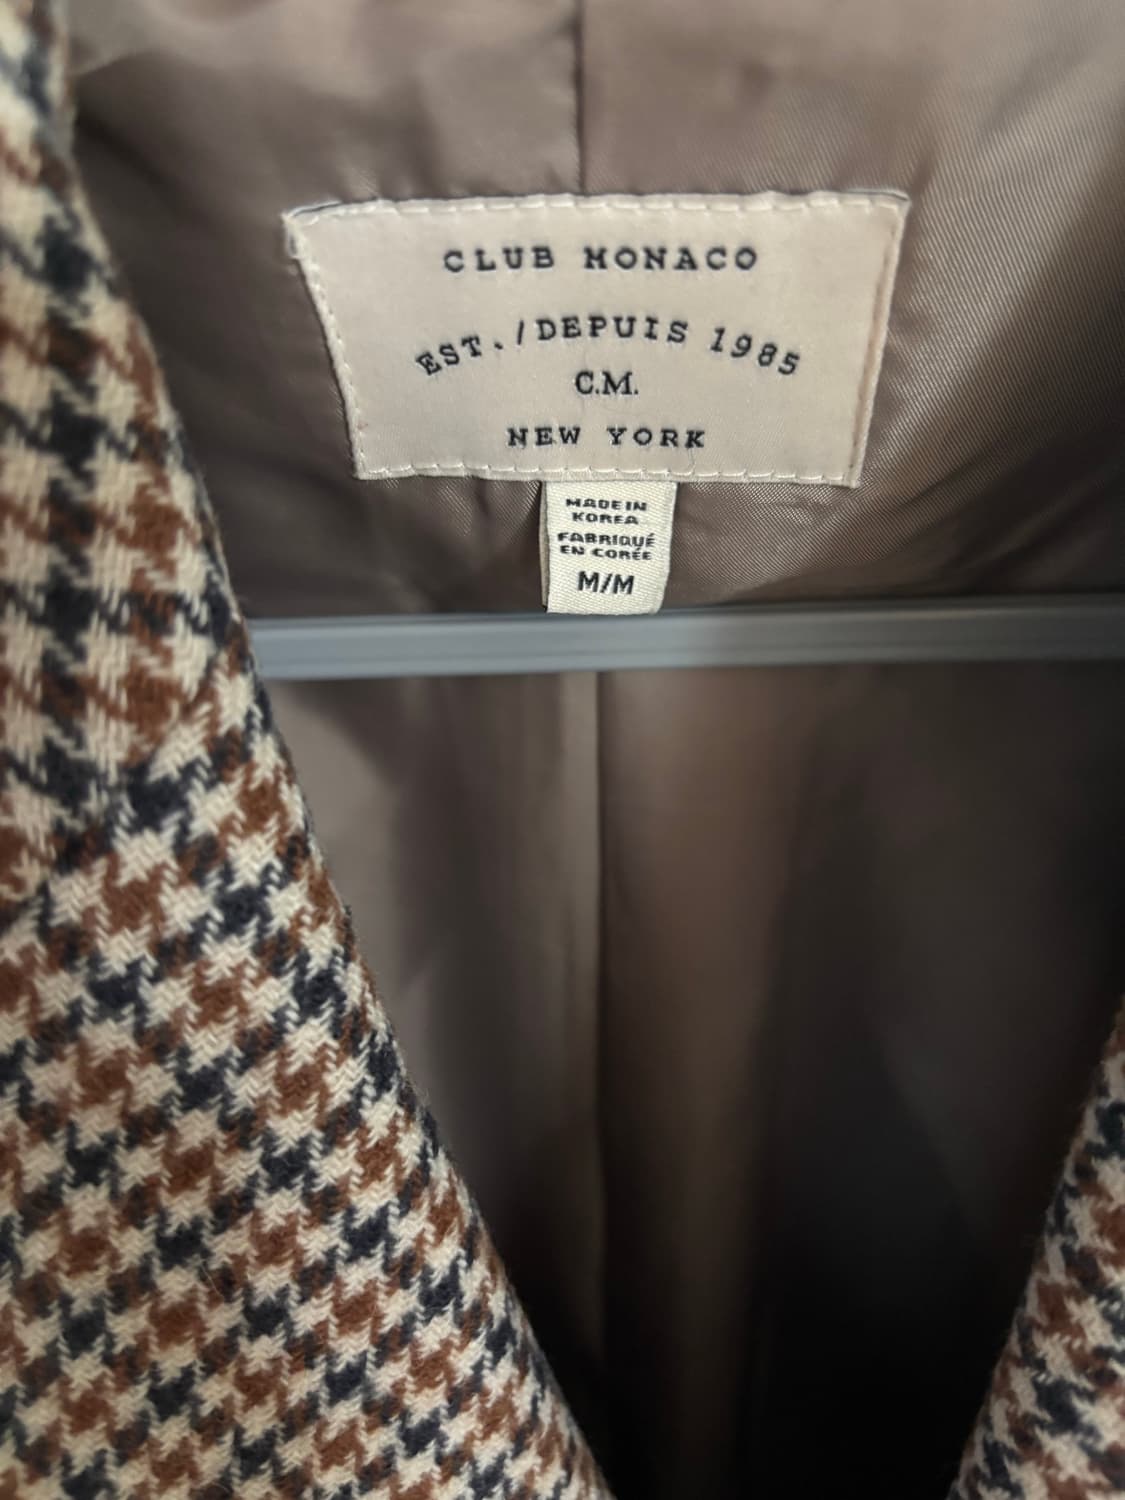 CLUB MONACO
EST./DEPUIS 1985
C.M.
NEW YORK
MADE IN
KOREA
FABRIQUÉ
EN CORÉE
M/M